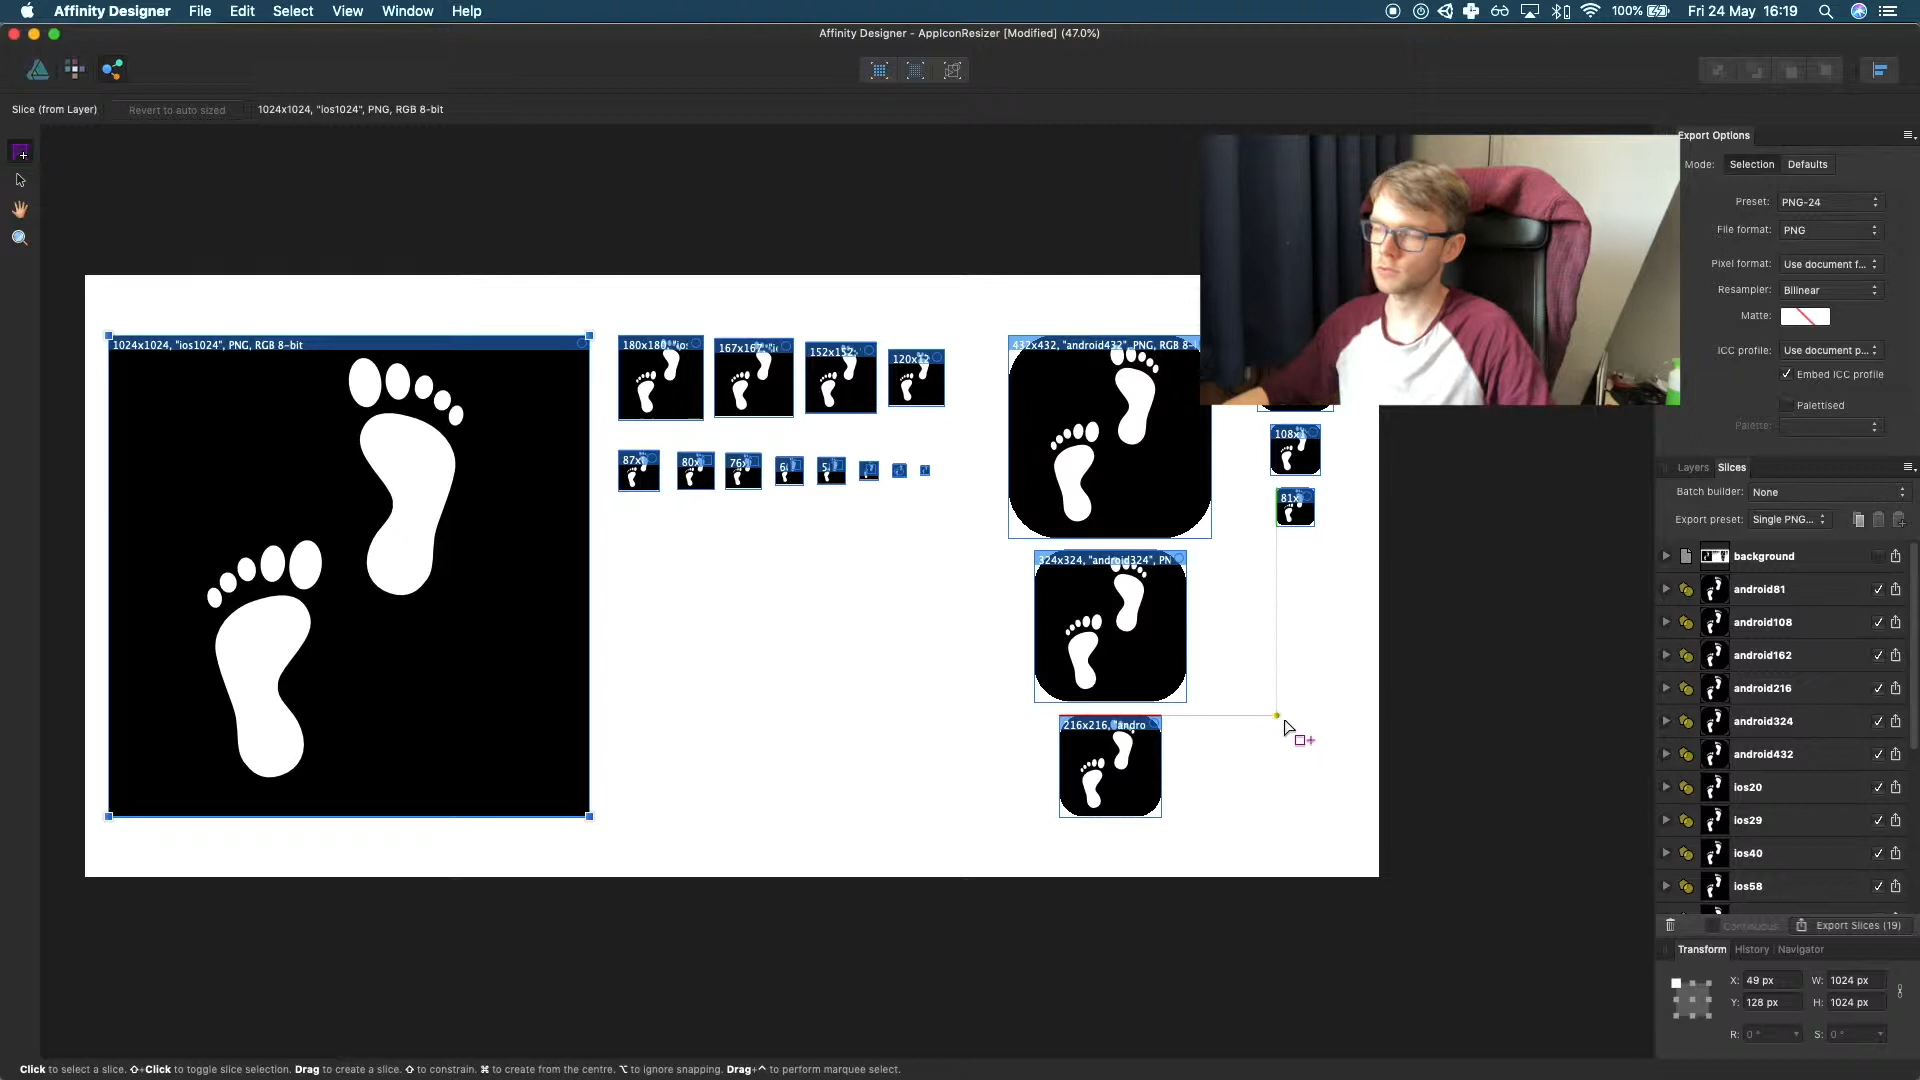 Affinity Designer File Edit Select View Window Help
100% Fri 24 May 16:19
Affinity Designer - AppIconResizer [Modified] (47.0%)
Slice (from Layer) Revert to auto sized 1024x1024, "ios1024", PNG, RGB 8-bit
Export Options
Mode: Selection Defaults
Preset: PNG-24
File format: PNG
Pixel format: Use document f...
Resampler: Bilinear
Matte:
ICC profile: Use document p...
Embed ICC profile
Palettised
Palette:
1024x1024, "ios1024", PNG, RGB 8-bit
180x180, "ios
167x167, "i
152x152,
120x12
87x
80x
76x
432x432, "android432", PNG, RGB 8-
108x1
81x
324x324, "android324", PN
216x216, "andro
Layers Slices
Batch builder: None
Export preset: Single PNG...
background
android81
android108
android162
android216
android324
android432
ios20
ios29
ios40
ios58
Continuous Export Slices (19)
Transform History Navigator
X: 49 px W: 1024 px
Y: 128 px H: 1024 px
R: 0 ° S: 0 °
Click to select a slice. ⇧+Click to toggle slice selection. Drag to create a slice. ⇧ to constrain. ⌘ to create from the centre. ⌥ to ignore snapping. Drag+⌃ to perform marquee select.